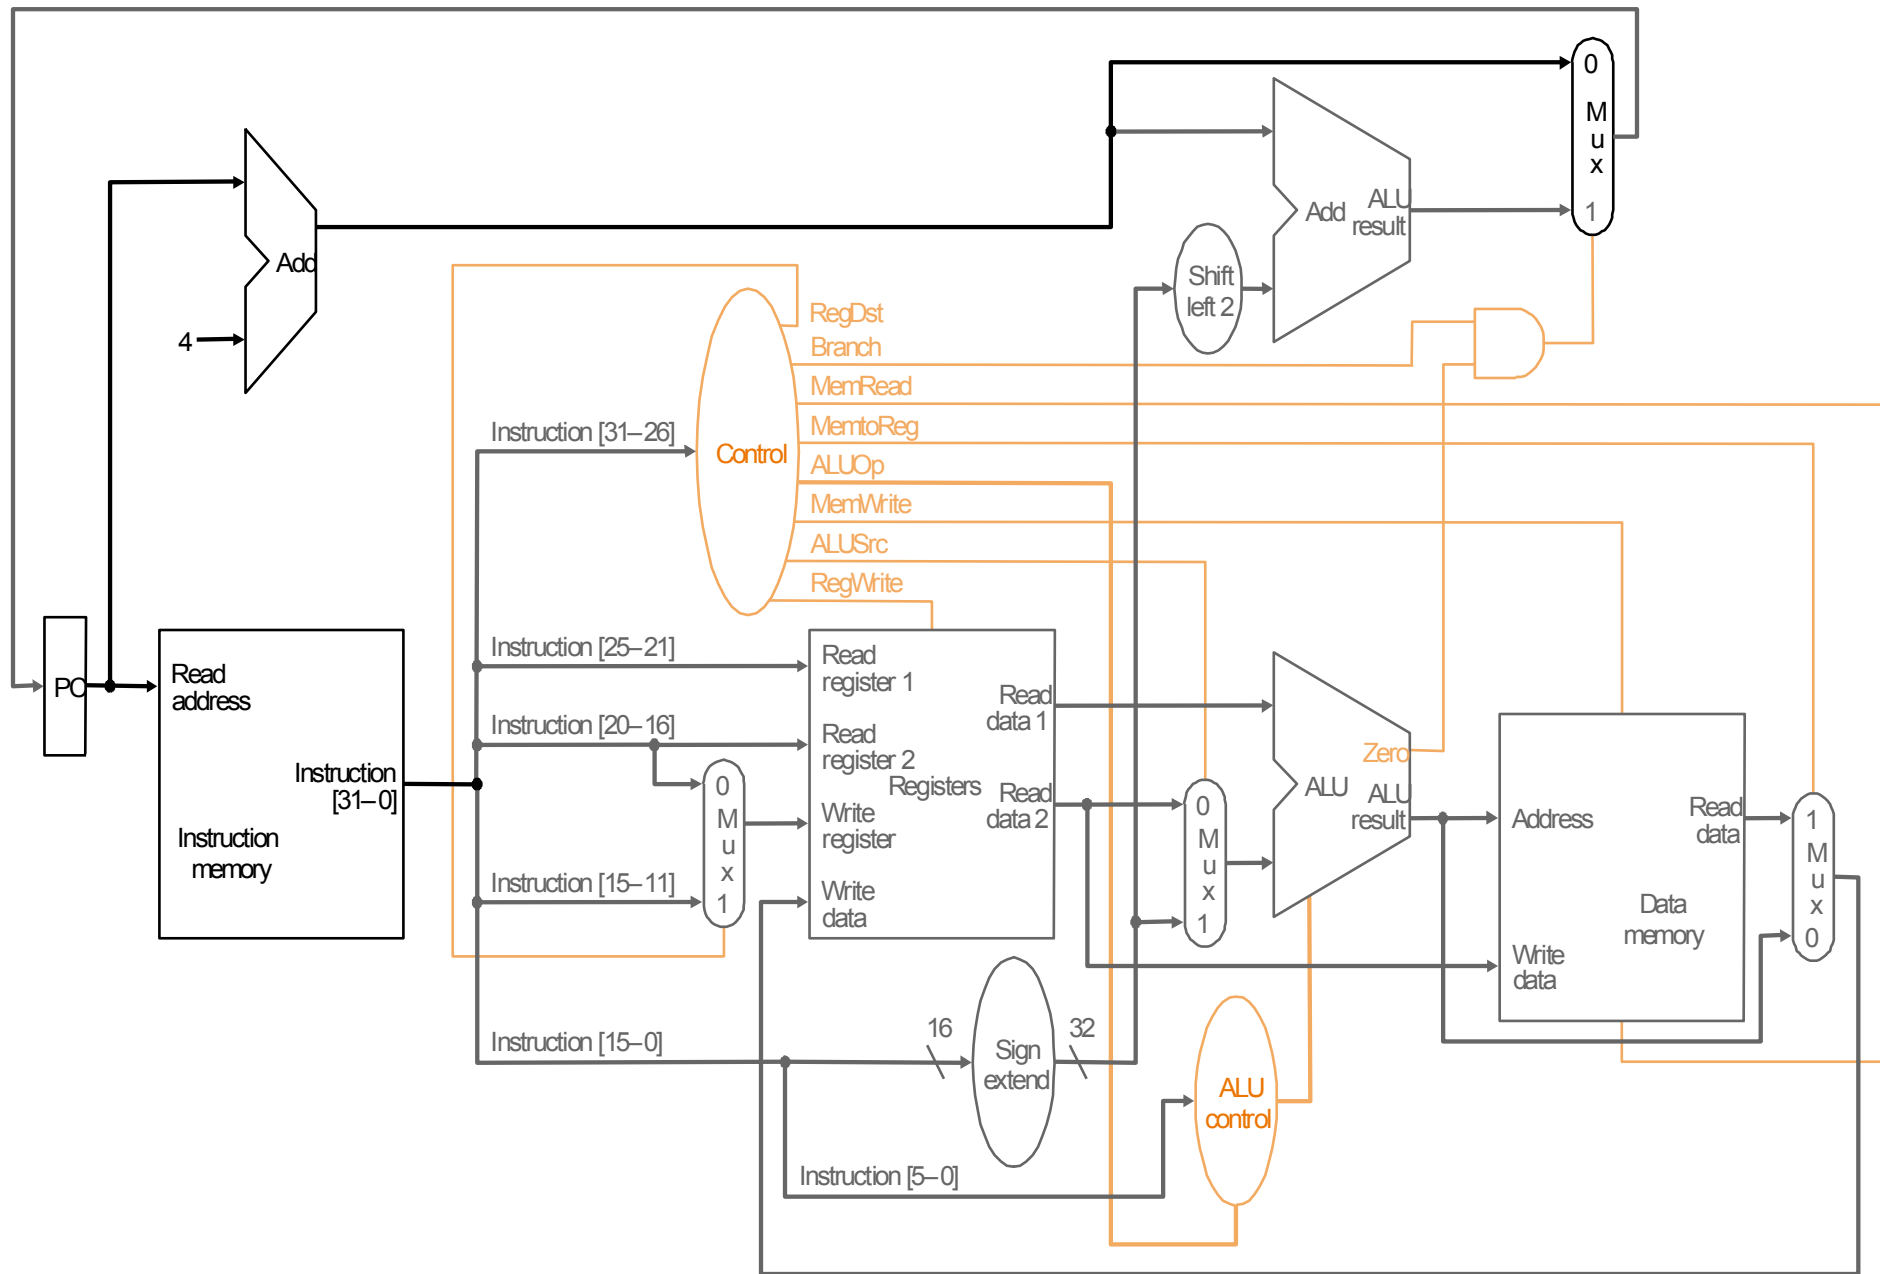 0
M
u
x
1
Add
ALU
result
Add
4
Shift
left 2
RegDst
Branch
MemRead
MemtoReg
ALUOp
MemWrite
ALUSrc
RegWrite
Control
Instruction [31–26]
Instruction [25–21]
Instruction [20–16]
Instruction [15–11]
Instruction [15–0]
Instruction [5–0]
PC
Read
address
Instruction
[31–0]
Instruction
memory
0
M
u
x
1
Read
register 1
Read
register 2
Write
register
Write
data
Registers
Read
data 1
Read
data 2
0
M
u
x
1
Zero
ALU
ALU
result
Address
Write
data
Read
data
Data
memory
1
M
u
x
0
16
Sign
extend
32
ALU
control